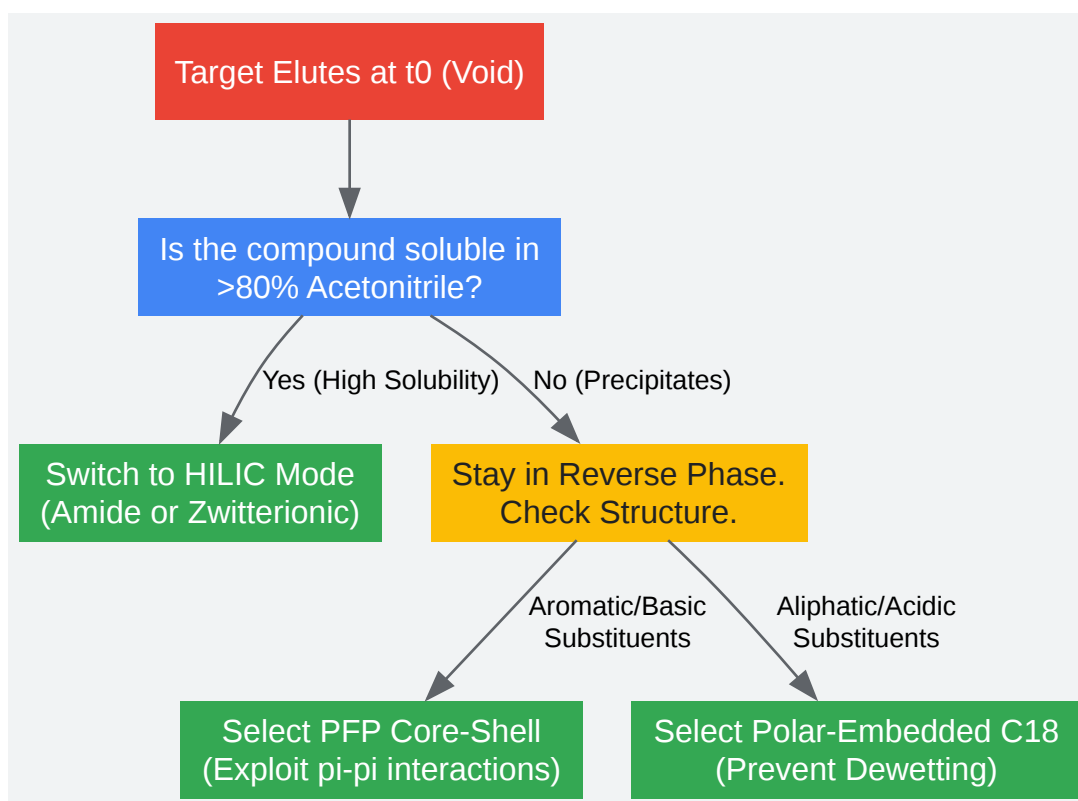 Target Elutes at t0 (Void)
Is the compound soluble in
>80% Acetonitrile?
Yes (High Solubility)
No (Precipitates)
Switch to HILIC Mode
(Amide or Zwitterionic)
Stay in Reverse Phase.
Check Structure.
Aromatic/Basic
Substituents
Aliphatic/Acidic
Substituents
Select PFP Core-Shell
(Exploit pi-pi interactions)
Select Polar-Embedded C18
(Prevent Dewetting)